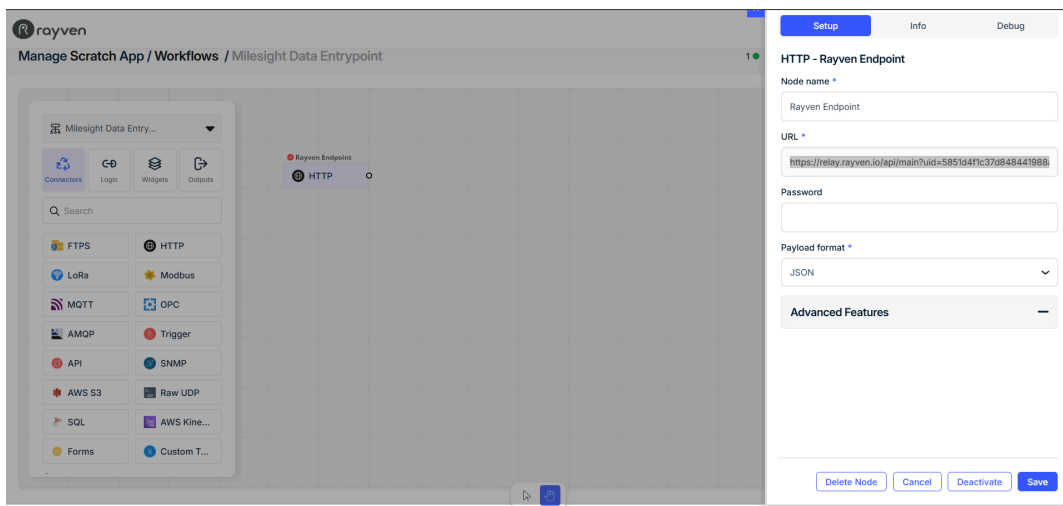 rayven
Manage Scratch App / Workflows / Milesight Data Entrypoint
1
Milesight Data Entry...
Connectors
Logic
Widgets
Outputs
Search
FTPS
HTTP
LoRa
Modbus
MQTT
OPC
AMQP
Trigger
API
SNMP
AWS S3
Raw UDP
SQL
AWS Kine...
Forms
Custom T...
Rayven Endpoint
HTTP
Setup
Info
Debug
HTTP - Rayven Endpoint
Node name *
Rayven Endpoint
URL *
https://relay.rayven.io/api/main?uid=5851d4f1c37d848441988
Password
Payload format *
JSON
Advanced Features
Delete Node
Cancel
Deactivate
Save